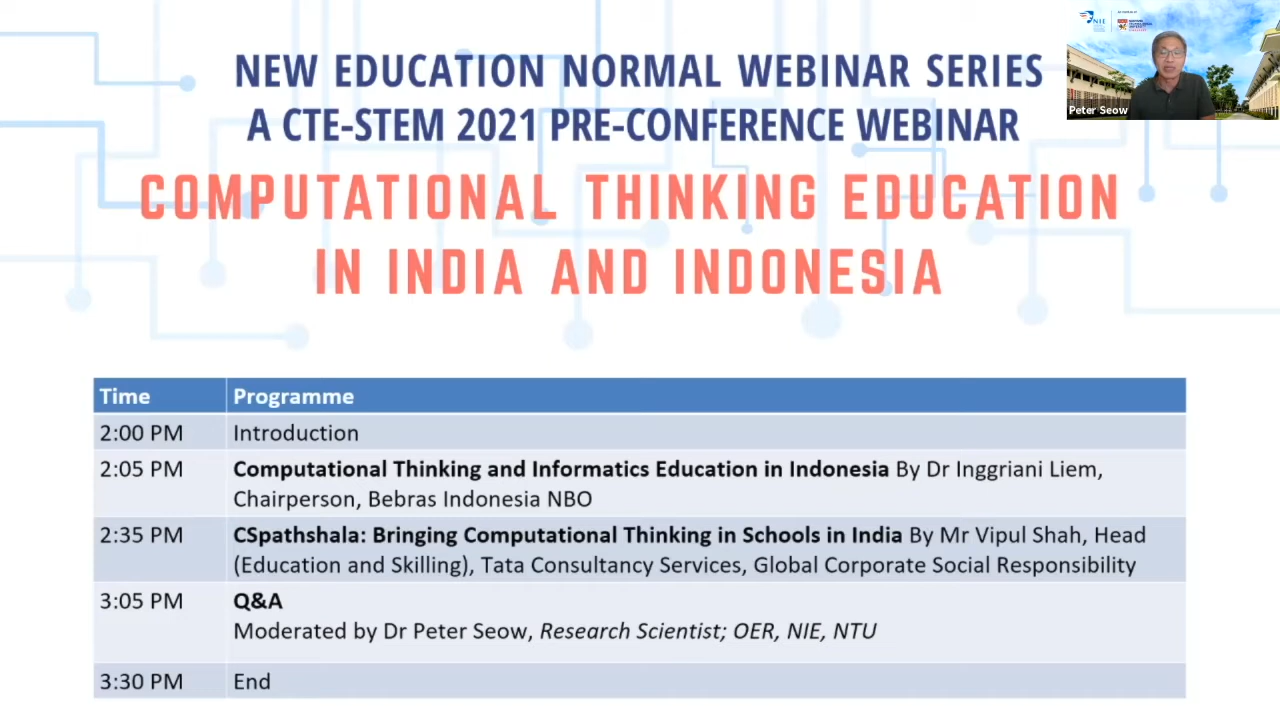 NEW EDUCATION NORMAL WEBINAR SERIES
A CTE-STEM 2021 PRE-CONFERENCE WEBINAR
COMPUTATIONAL THINKING EDUCATION
IN INDIA AND INDONESIA
NIE
Peter Seow
Time Programme
2:00 PM Introduction
2:05 PM Computational Thinking and Informatics Education in Indonesia By Dr Inggriani Liem,
Chairperson, Bebras Indonesia NBO
2:35 PM CSpathshala: Bringing Computational Thinking in Schools in India By Mr Vipul Shah, Head
(Education and Skilling), Tata Consultancy Services, Global Corporate Social Responsibility
3:05 PM Q&A
Moderated by Dr Peter Seow, Research Scientist; OER, NIE, NTU
3:30 PM End